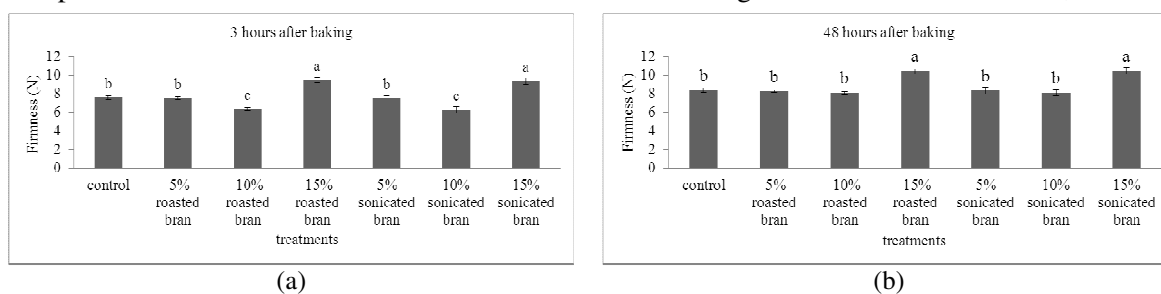 3 hours after baking
Firmness (N)
12
10
8
6
4
2
0
b
b
c
a
b
c
a
control
5% roasted bran
10% roasted bran
15% roasted bran
5% sonicated bran
10% sonicated bran
15% sonicated bran
treatments
(a)
48 hours after baking
Firmness (N)
12
10
8
6
4
2
0
b
b
b
a
b
b
a
control
5% roasted bran
10% roasted bran
15% roasted bran
5% sonicated bran
10% sonicated bran
15% sonicated bran
treatments
(b)